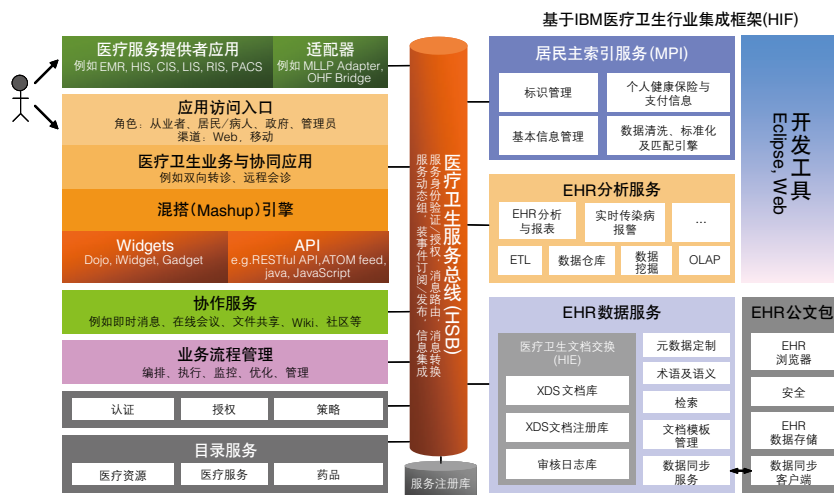 基于IBM医疗卫生行业集成框架(HIF)
医疗服务提供者应用
例如 EMR, HIS, CIS, LIS, RIS, PACS
适配器
例如 MLLP Adapter,
OHF Bridge
应用访问入口
角色：从业者、居民/病人、政府、管理员
渠道：Web、移动
医疗卫生业务与协同应用
例如双向转诊、远程会诊
混搭(Mashup)引擎
Widgets
Dojo, iWidget, Gadget
API
e.g.RESTful API,ATOM feed,
java, JavaScript
协作服务
例如即时消息、在线会议、文件共享、Wiki、社区等
业务流程管理
编排、执行、监控、优化、管理
认证
授权
策略
目录服务
医疗资源
医疗服务
药品
医疗卫生服务总线(HSB)
服务身份验证/授权、消息路由、消息转换
服务动态组、装事件订阅/发布、信息集成
服务注册库
居民主索引服务(MPI)
标识管理
个人健康保险与
支付信息
基本信息管理
数据清洗、标准化
及匹配引擎
EHR分析服务
EHR分析
与报表
实时传染病
报警
...
ETL
数据仓库
数据
挖掘
OLAP
开发工具
Eclipse, Web
EHR数据服务
医疗卫生文档交换
(HIE)
XDS文档库
XDS文档注册库
审核日志库
元数据定制
术语及语义
检索
文档模板
管理
数据同步
服务
EHR公文包
EHR
浏览器
安全
EHR
数据存储
数据同步
客户端